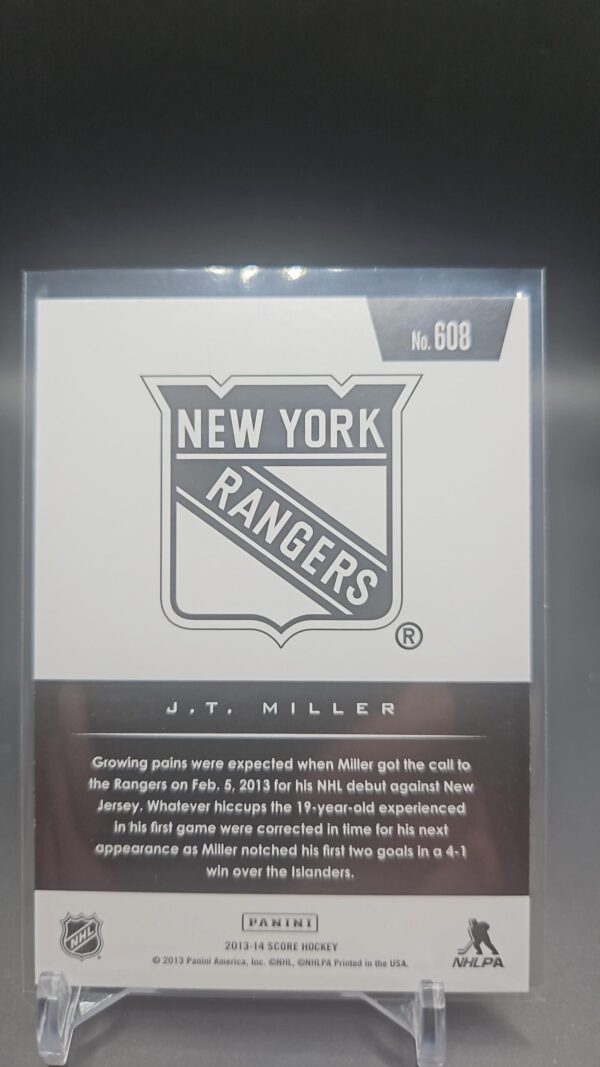 No. 608
NEW YORK
RANGERS
®
J.T. MILLER
Growing pains were expected when Miller got the call to
the Rangers on Feb. 5, 2013 for his NHL debut against New
Jersey. Whatever hiccups the 19-year-old experienced
in his first game were corrected in time for his next
appearance as Miller notched his first two goals in a 4-1
win over the Islanders.
NHL
PANINI
2013-14 SCORE HOCKEY
© 2013 Panini America, Inc. ©NHL, ©NHLPA Printed in the USA.
NHLPA